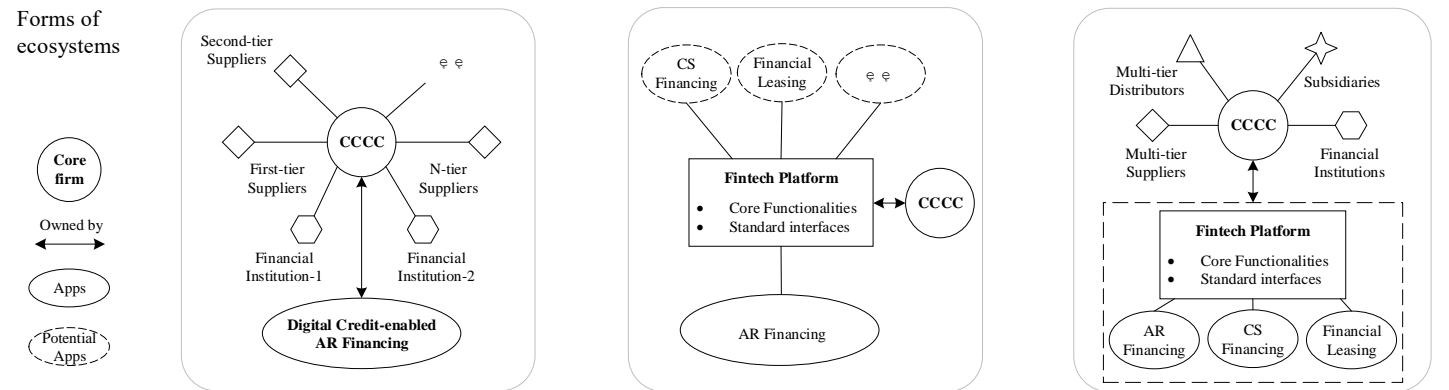 Forms of
ecosystems
Core
firm
Owned by
Apps
Potential
Apps
Second-tier
Suppliers
ę ę
CCCC
First-tier
Suppliers
N-tier
Suppliers
Financial
Institution-1
Financial
Institution-2
Digital Credit-enabled
AR Financing
CS
Financing
Financial
Leasing
ę ę
Fintech Platform
• Core Functionalities
• Standard interfaces
CCCC
AR Financing
Multi-tier
Distributors
Subsidiaries
CCCC
Multi-tier
Suppliers
Financial
Institutions
Fintech Platform
• Core Functionalities
• Standard interfaces
AR
Financing
CS
Financing
Financial
Leasing